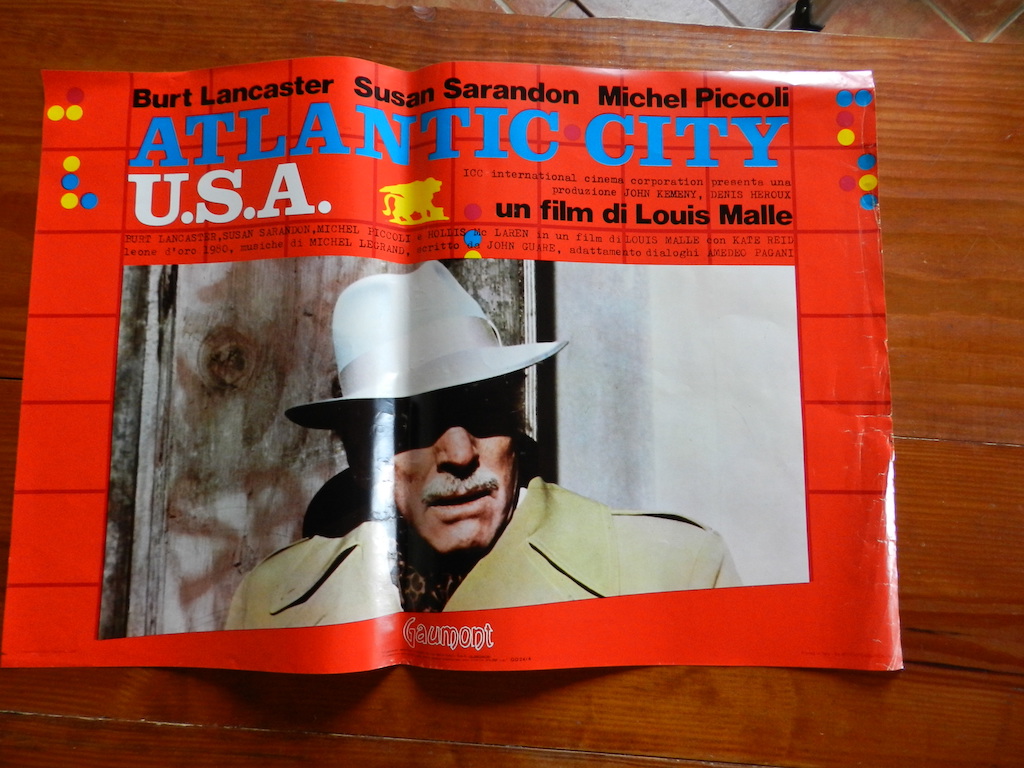 Burt Lancaster Susan Sarandon Michel Piccoli
ATLANTIC CITY
U.S.A.
ICC international cinema corporation presenta una
produzione JOHN KEMENY, DENIS HEROUX
un film di Louis Malle
BURT LANCASTER, SUSAN SARANDON, MICHEL PICCOLI e HOLLIS Mc LAREN in un film di LOUIS MALLE con KATE REID
leone d'oro 1980, musiche di MICHEL LEGRAND, scritto da JOHN GUARE, adattamento dialoghi AMEDEO PAGANI
Gaumont